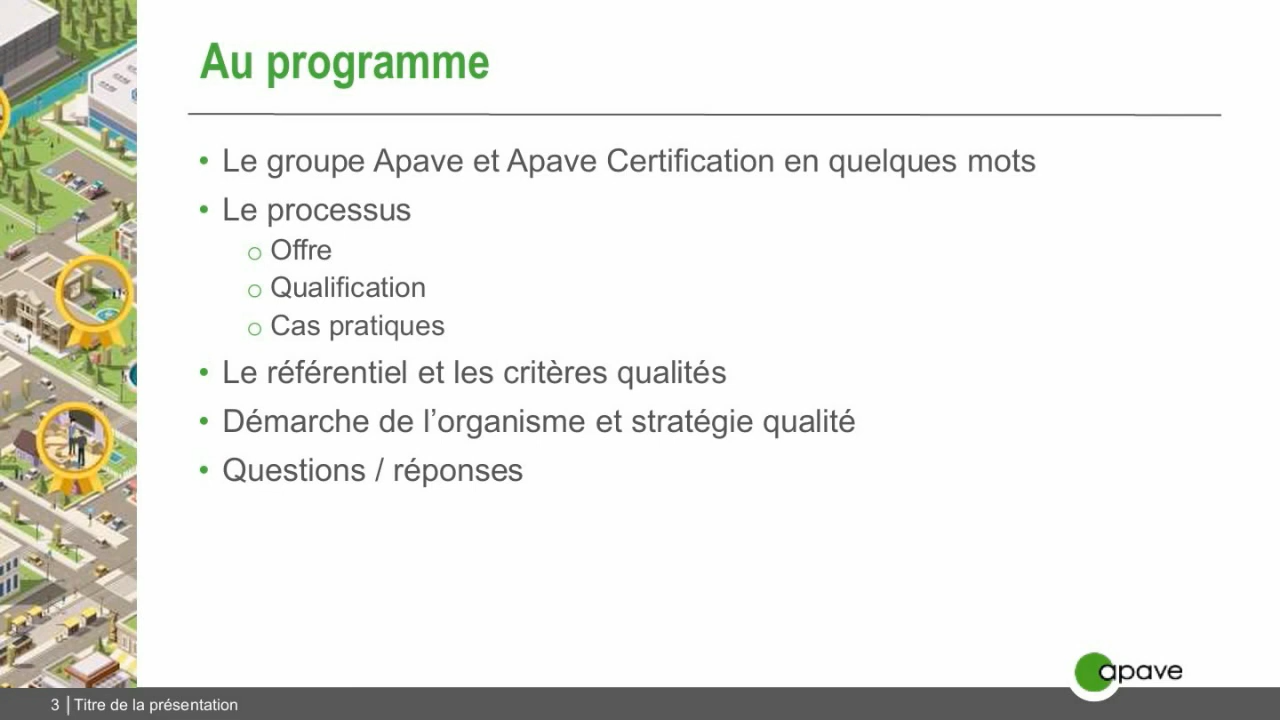 Au programme
• Le groupe Apave et Apave Certification en quelques mots
• Le processus
o Offre
o Qualification
o Cas pratiques
• Le référentiel et les critères qualités
• Démarche de l’organisme et stratégie qualité
• Questions / réponses
apave
3 | Titre de la présentation